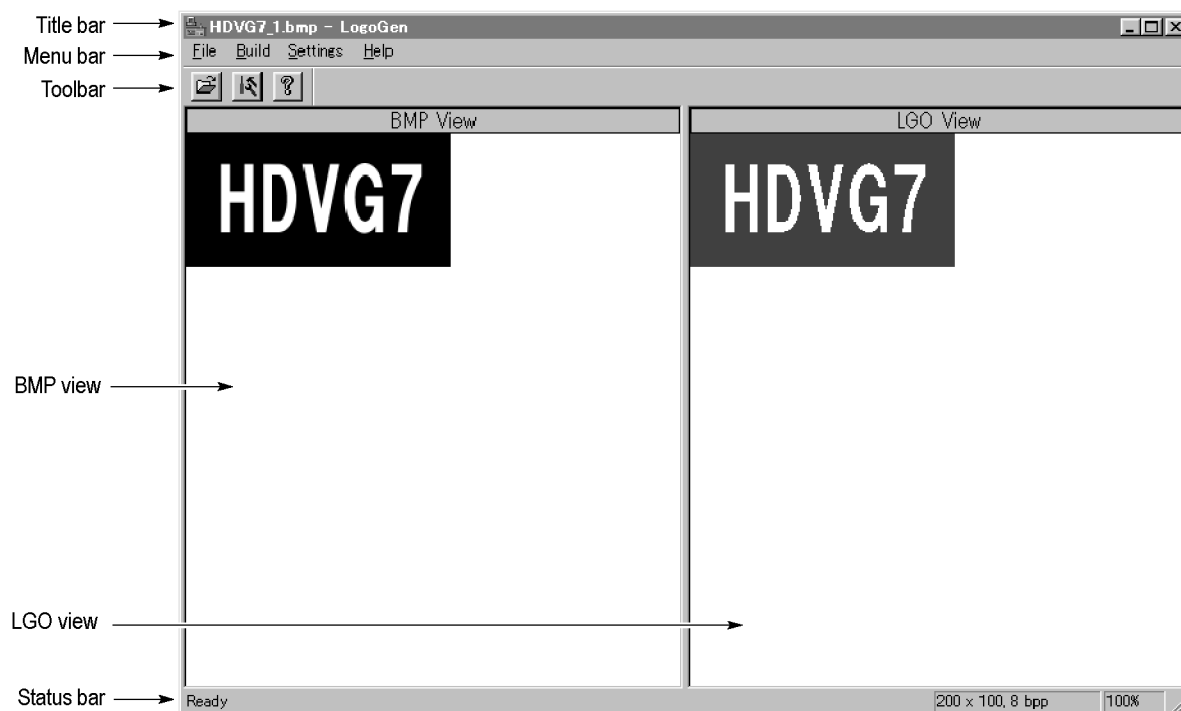 Title bar
HDVG7_1.bmp - LogoGen
Menu bar
File Build Settings Help
Toolbar
BMP View
LGO View
HDVG7
HDVG7
BMP view
LGO view
Status bar
Ready
200 x 100, 8 bpp
100%